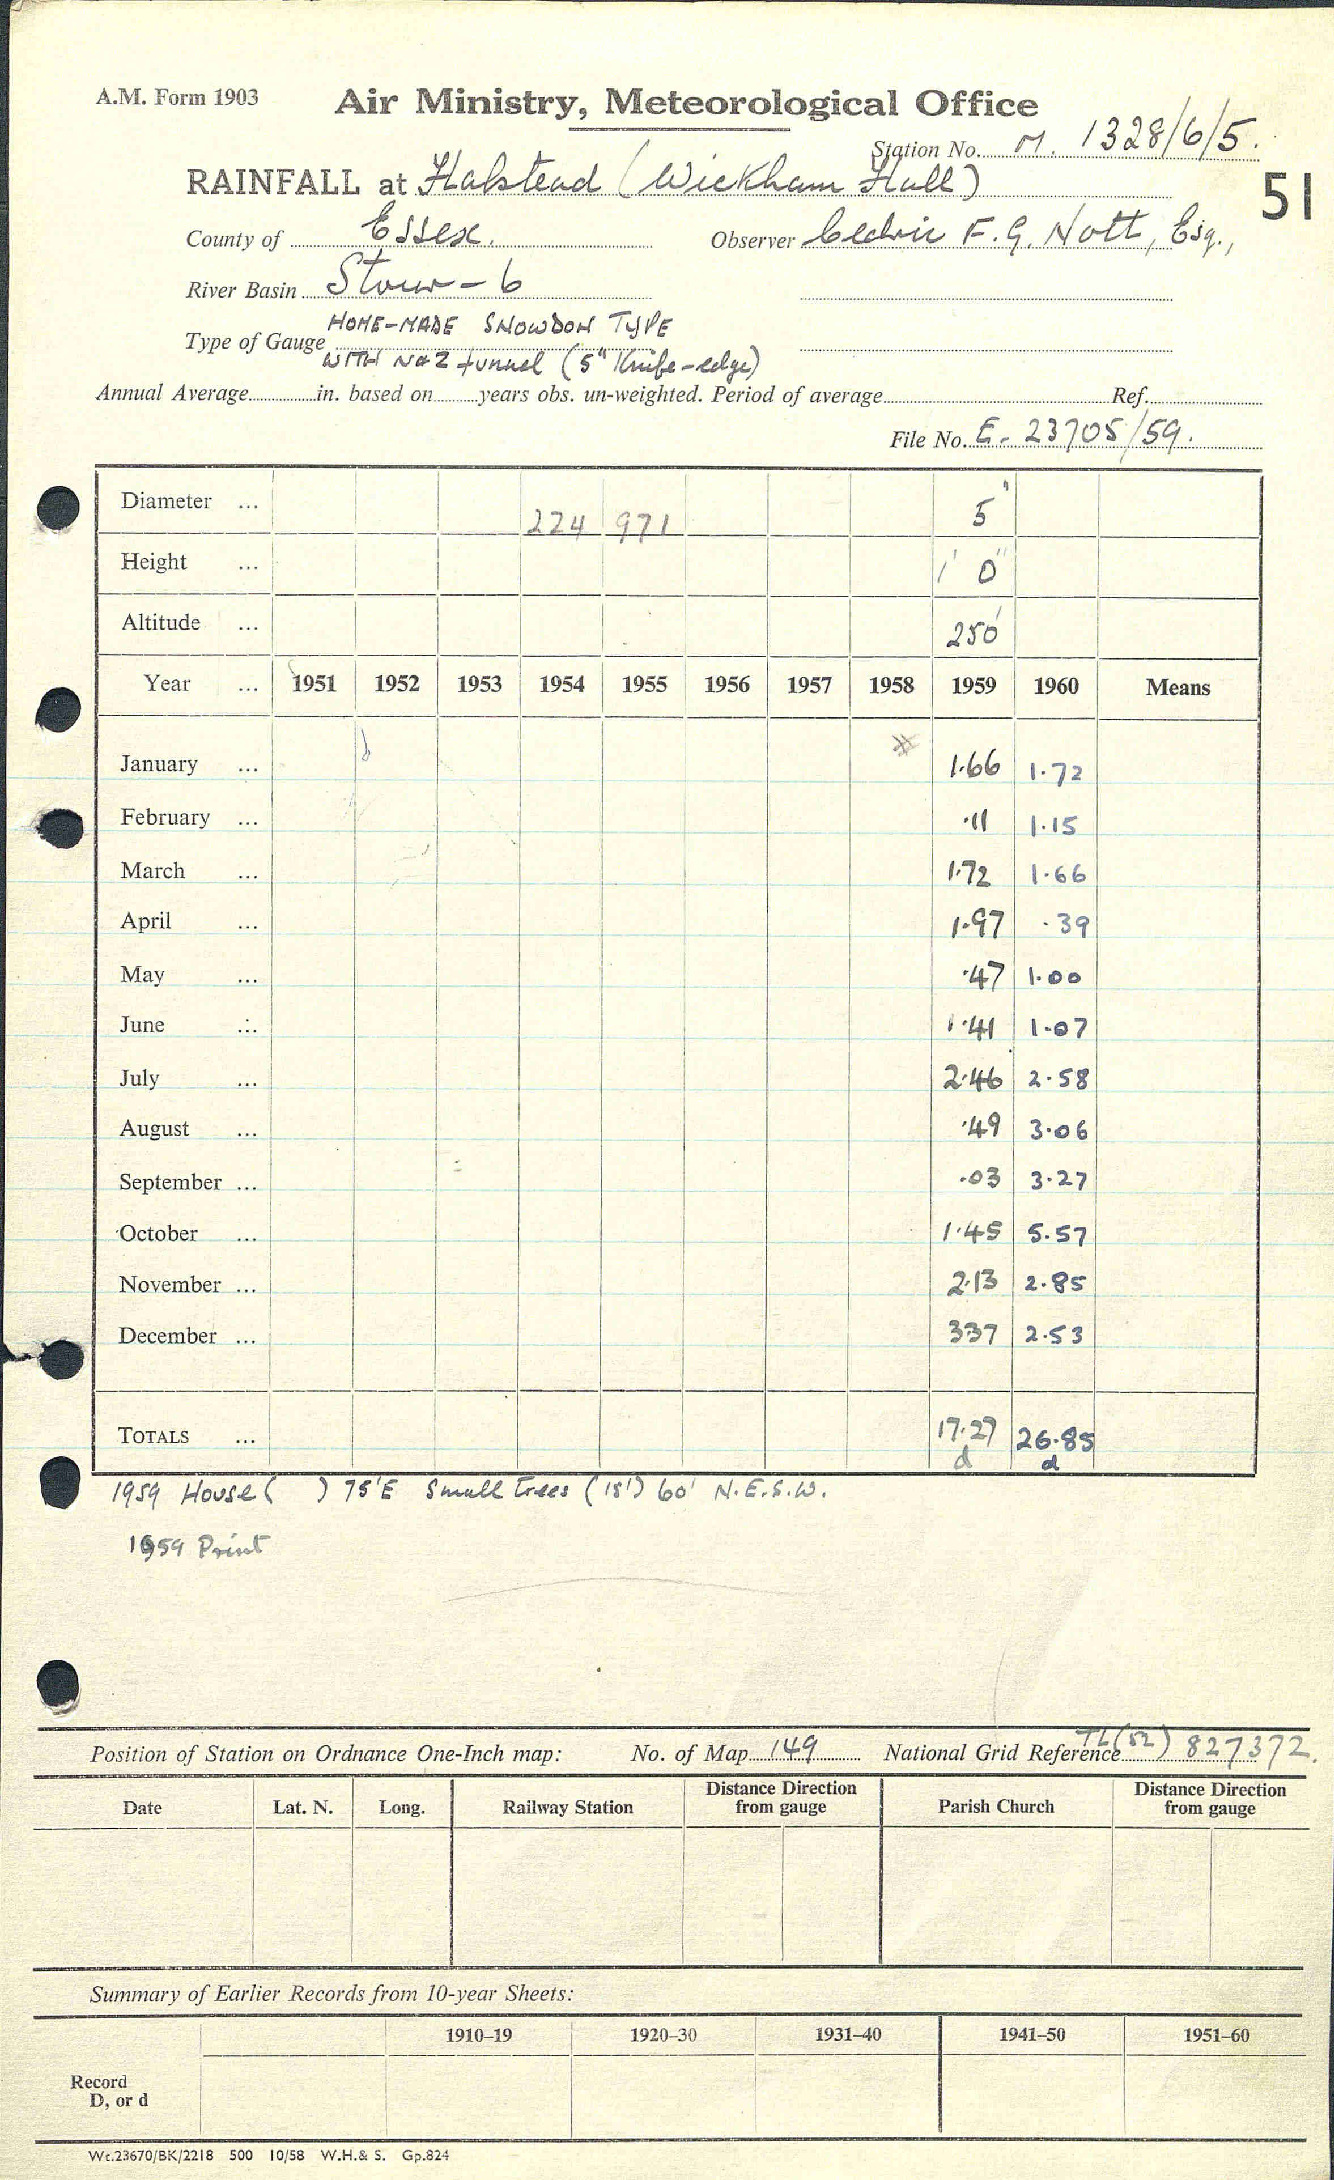 A.M. Form 1903
Air Ministry, Meteorological Office
Station No. M. 1328/6/5.
RAINFALL at Halstead (Wickham Hall)
51
County of Essex. Observer Cedric F. G. Nott, Esq.,
River Basin Stour - 6
Type of Gauge HOME-MADE SNOWDON TYPE
WITH No 2 funnel (5" Knife-edge)
Annual Average in. based on years obs. un-weighted. Period of average Ref.
File No. E. 23705/59.
Diameter ... 224 971 5"
Height ... 1' 0"
Altitude ... 250'
Year ... 1951 1952 1953 1954 1955 1956 1957 1958 1959 1960 Means
January ... 1.66 1.72
February ... .11 1.15
March ... 1.72 1.66
April ... 1.97 .39
May ... .47 1.00
June ... 1.41 1.07
July ... 2.46 2.58
August ... .49 3.06
September ... .03 3.27
October ... 1.45 5.57
November ... 2.13 2.85
December ... 3.37 2.53
TOTALS ... 17.27 26.85
d d
1959 House ( ) 75'E Small trees (15') 60' N.E.S.W.
1959 Print
Position of Station on Ordnance One-Inch map: No. of Map 149 National Grid Reference TL(52) 827372.
Date Lat. N. Long. Railway Station Distance Direction from gauge Parish Church Distance Direction from gauge
Summary of Earlier Records from 10-year Sheets:
1910–19 1920–30 1931–40 1941–50 1951–60
Record
D, or d
Wt.23670/BK/2218 500 10/58 W.H.& S. Gp.824